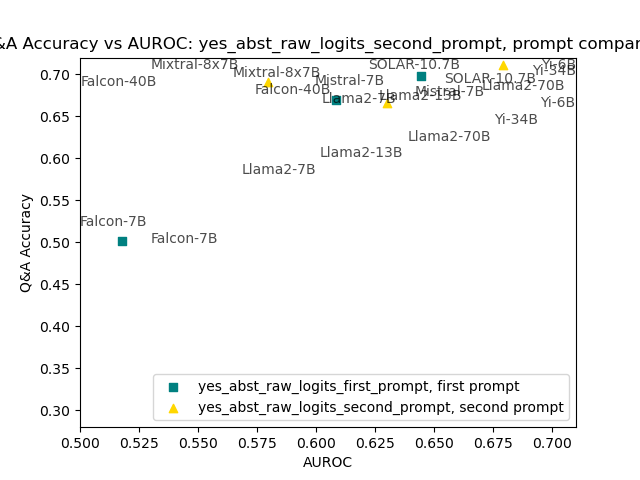 &A Accuracy vs AUROC: yes_abst_raw_logits_second_prompt, prompt compar
Mixtral-8x7B
SOLAR-10.7B
Yi-6B
Mixtral-8x7B
Yi-34B
Falcon-40B
Mistral-7B
SOLAR-10.7B
Falcon-40B
Llama2-70B
Mistral-7B
Llama2-7B
Llama2-13B
Yi-6B
Yi-34B
Llama2-70B
Llama2-13B
Llama2-7B
Falcon-7B
Falcon-7B
Q&A Accuracy
0.70
0.65
0.60
0.55
0.50
0.45
0.40
0.35
0.30
yes_abst_raw_logits_first_prompt, first prompt
yes_abst_raw_logits_second_prompt, second prompt
0.500 0.525 0.550 0.575 0.600 0.625 0.650 0.675 0.700
AUROC